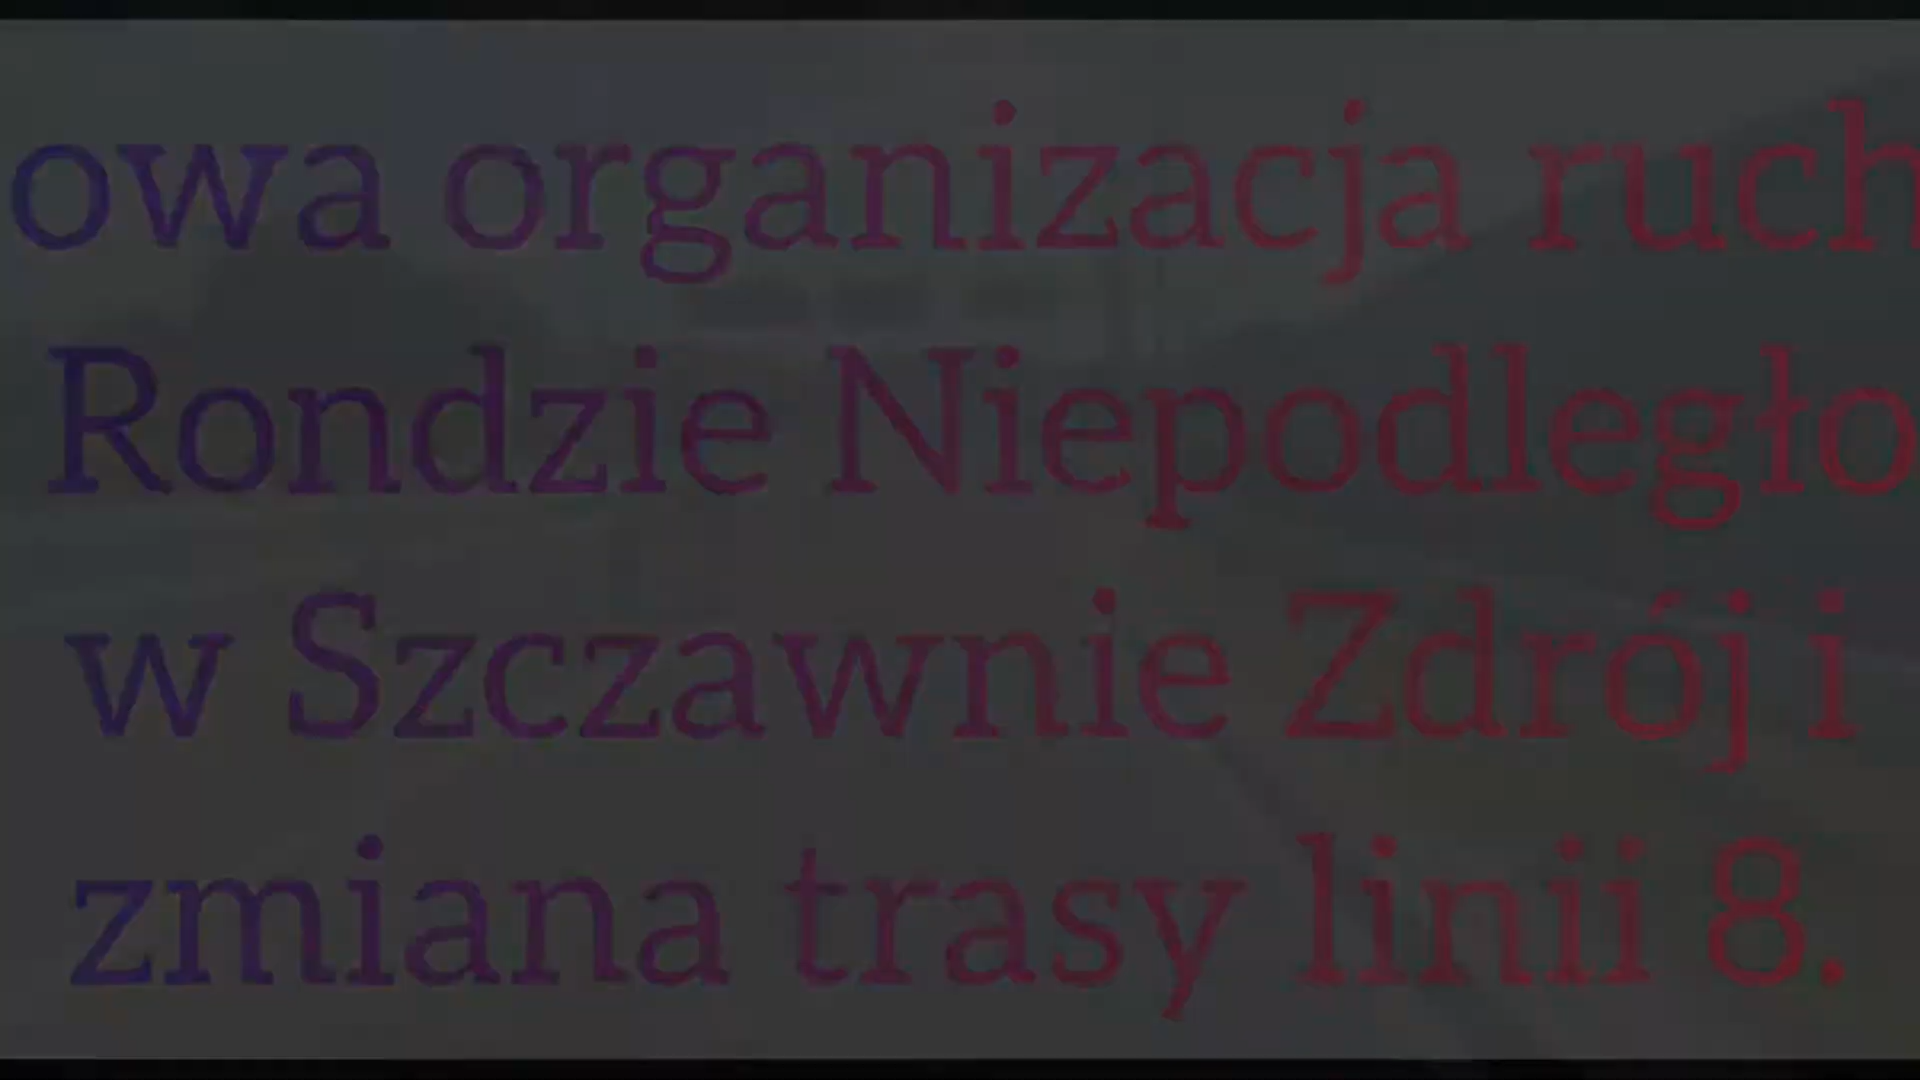 owa organizacja ruch
Rondzie Niepodległo
w Szczawnie Zdrój i
zmiana trasy linii 8.